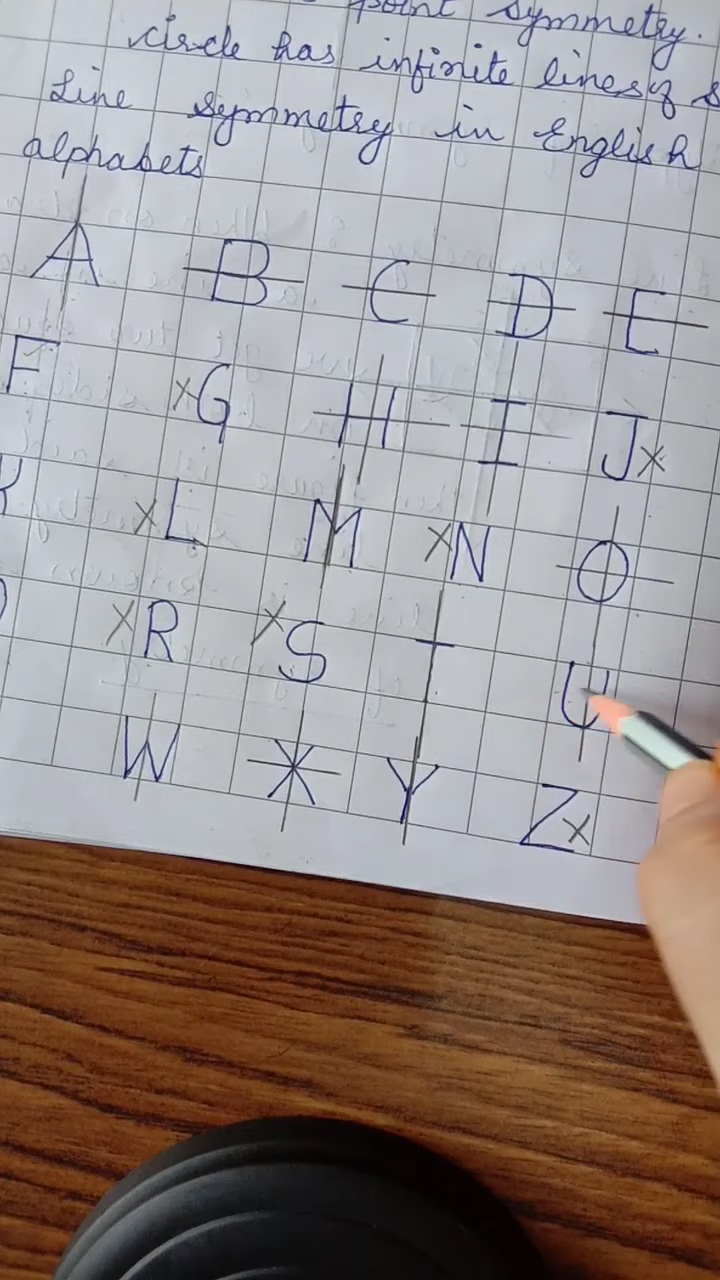 point symmetry.
circle has infinite lines of
Line symmetry in English
alphabets
A B C D E
F ×G H I J×
×L M ×N O
×R ×S T U
W X Y Z×